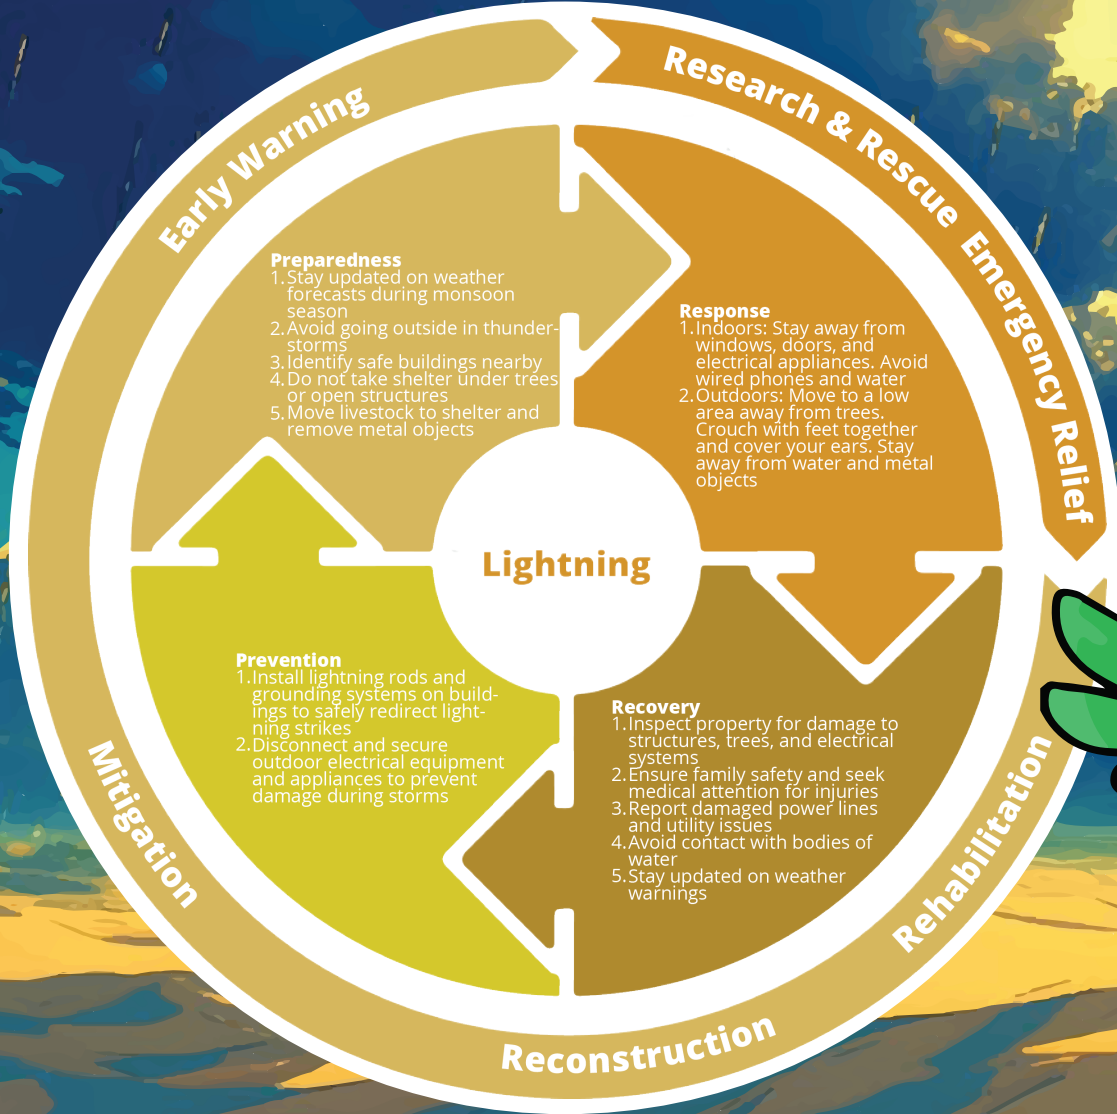 Early Warning
Research & Rescue Emergency Relief
Preparedness
1. Stay updated on weather
forecasts during monsoon
season
2. Avoid going outside in thunder-
storms
3. Identify safe buildings nearby
4. Do not take shelter under trees
or open structures
5. Move livestock to shelter and
remove metal objects
Response
1. Indoors: Stay away from
windows, doors, and
electrical appliances. Avoid
wired phones and water
2. Outdoors: Move to a low
area away from trees.
Crouch with feet together
and cover your ears. Stay
away from water and metal
objects
Lightning
Prevention
1. Install lightning rods and
grounding systems on build-
ings to safely redirect light-
ning strikes
2. Disconnect and secure
outdoor electrical equipment
and appliances to prevent
damage during storms
Recovery
1. Inspect property for damage to
structures, trees, and electrical
systems
2. Ensure family safety and seek
medical attention for injuries
3. Report damaged power lines
and utility issues
4. Avoid contact with bodies of
water
5. Stay updated on weather
warnings
Mitigation
Rehabilitation
Reconstruction